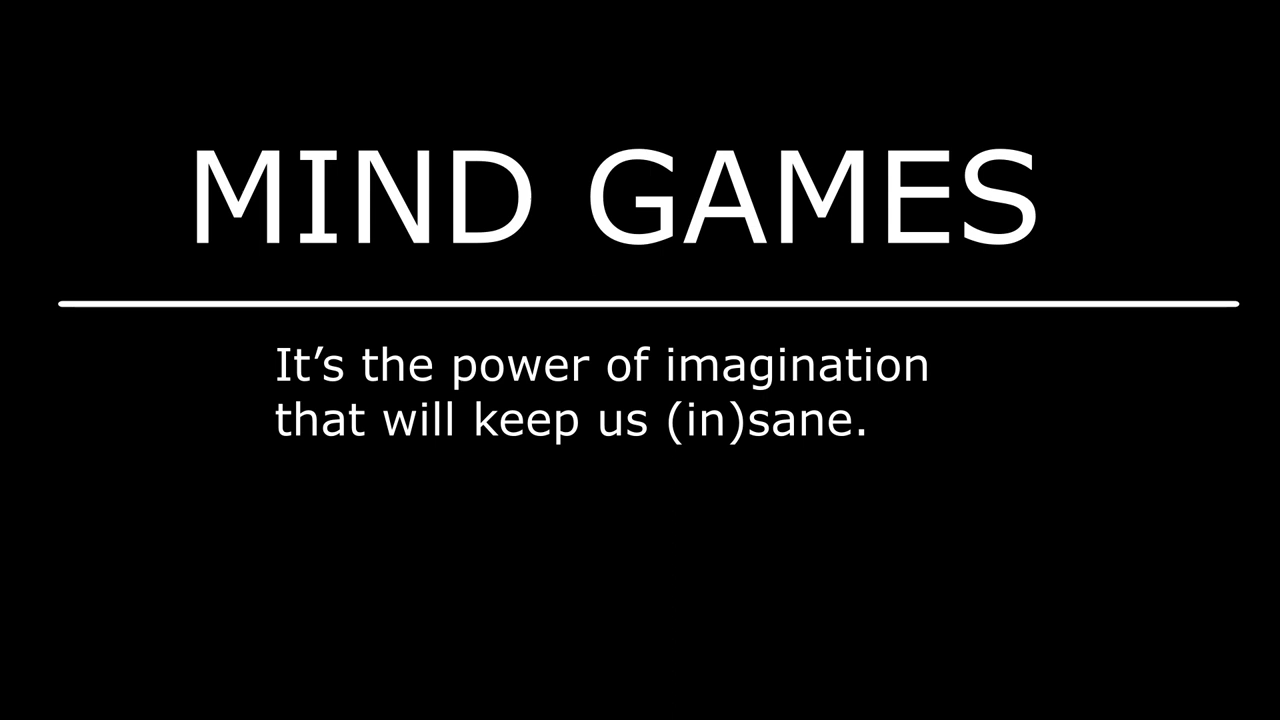 MIND GAMES
It’s the power of imagination
that will keep us (in)sane.